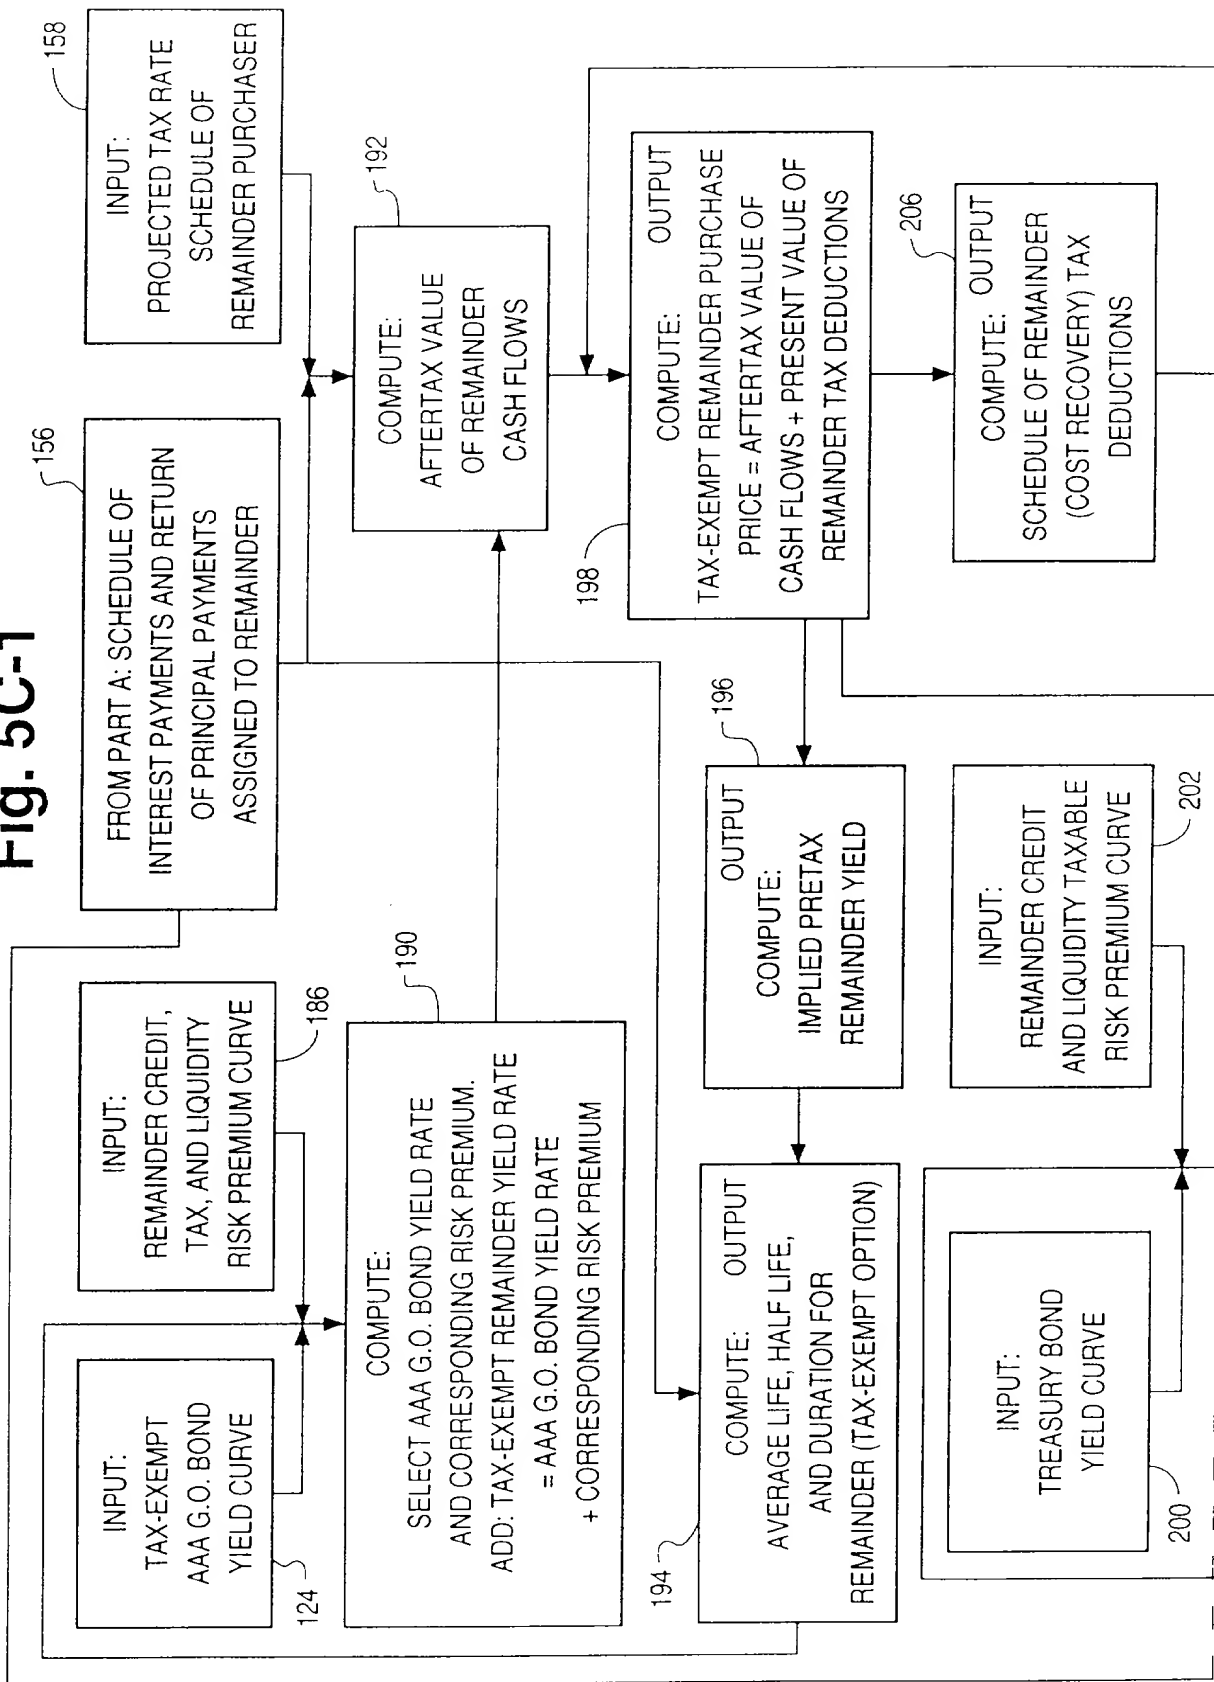 Fig. 5C-1
INPUT:
TAX-EXEMPT
AAA G.O. BOND
YIELD CURVE
124
INPUT:
REMAINDER CREDIT,
TAX, AND LIQUIDITY
RISK PREMIUM CURVE
186
FROM PART A: SCHEDULE OF
INTEREST PAYMENTS AND RETURN
OF PRINCIPAL PAYMENTS
ASSIGNED TO REMAINDER
156
INPUT:
PROJECTED TAX RATE
SCHEDULE OF
REMAINDER PURCHASER
158
COMPUTE:
SELECT AAA G.O. BOND YIELD RATE
AND CORRESPONDING RISK PREMIUM.
ADD: TAX-EXEMPT REMAINDER YIELD RATE
= AAA G.O. BOND YIELD RATE
+ CORRESPONDING RISK PREMIUM
190
COMPUTE:
AFTERTAX VALUE
OF REMAINDER
CASH FLOWS
192
COMPUTE: OUTPUT
AVERAGE LIFE, HALF LIFE,
AND DURATION FOR
REMAINDER (TAX-EXEMPT OPTION)
194
OUTPUT
COMPUTE:
IMPLIED PRETAX
REMAINDER YIELD
196
COMPUTE: OUTPUT
TAX-EXEMPT REMAINDER PURCHASE
PRICE = AFTERTAX VALUE OF
CASH FLOWS + PRESENT VALUE OF
REMAINDER TAX DEDUCTIONS
198
INPUT:
TREASURY BOND
YIELD CURVE
200
INPUT:
REMAINDER CREDIT
AND LIQUIDITY TAXABLE
RISK PREMIUM CURVE
202
COMPUTE: OUTPUT
SCHEDULE OF REMAINDER
(COST RECOVERY) TAX
DEDUCTIONS
206